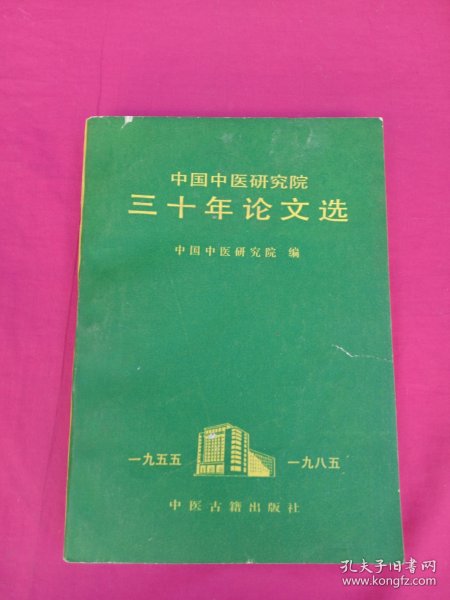 中国中医研究院
三十年论文选
中国中医研究院 编
一九五五 一九八五
中医古籍出版社
孔夫子旧书网
www.kongfz.com